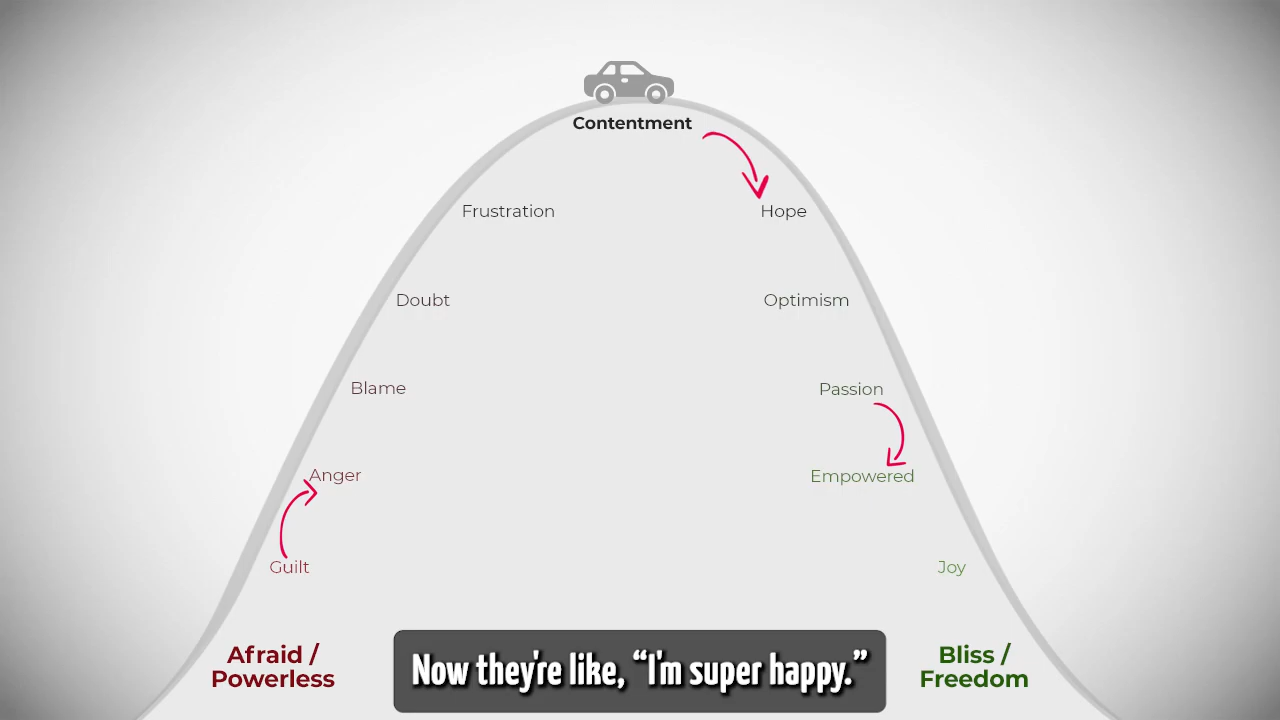 Contentment
Frustration
Hope
Doubt
Optimism
Blame
Passion
Anger
Empowered
Guilt
Joy
Afraid /
Powerless
Bliss /
Freedom
Now they're like, “I'm super happy.”